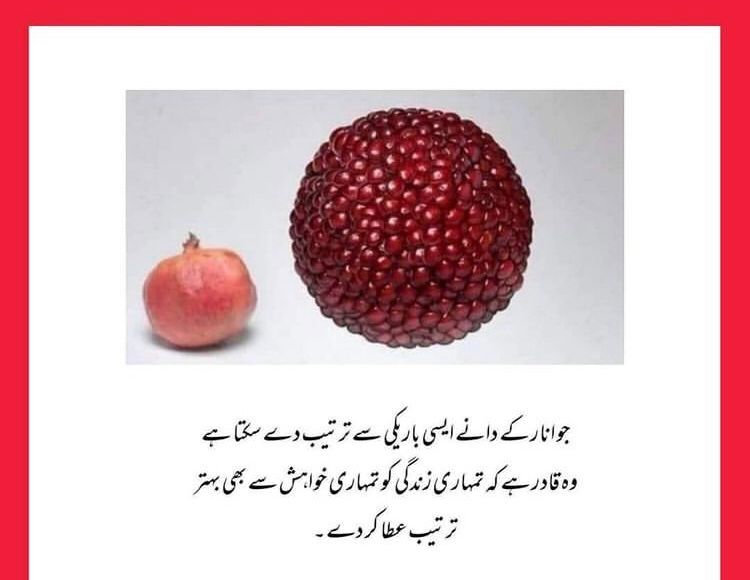 جو انار کے دانے ایسی باریکی سے ترتیب دے سکتا ہے
وہ قادر ہے کہ تمہاری زندگی کو تمہاری خواہش سے بھی بہتر
ترتیب عطا کر دے ۔